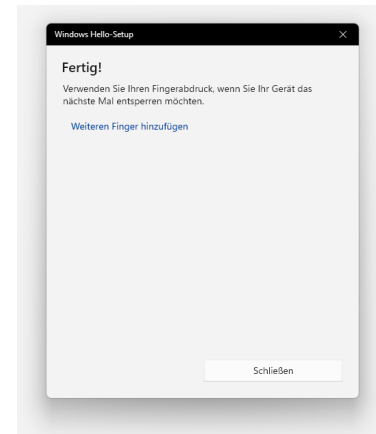 Windows Hello-Setup
Fertig!
Verwenden Sie Ihren Fingerabdruck, wenn Sie Ihr Gerät das
nächste Mal entsperren möchten.
Weiteren Finger hinzufügen
Schließen